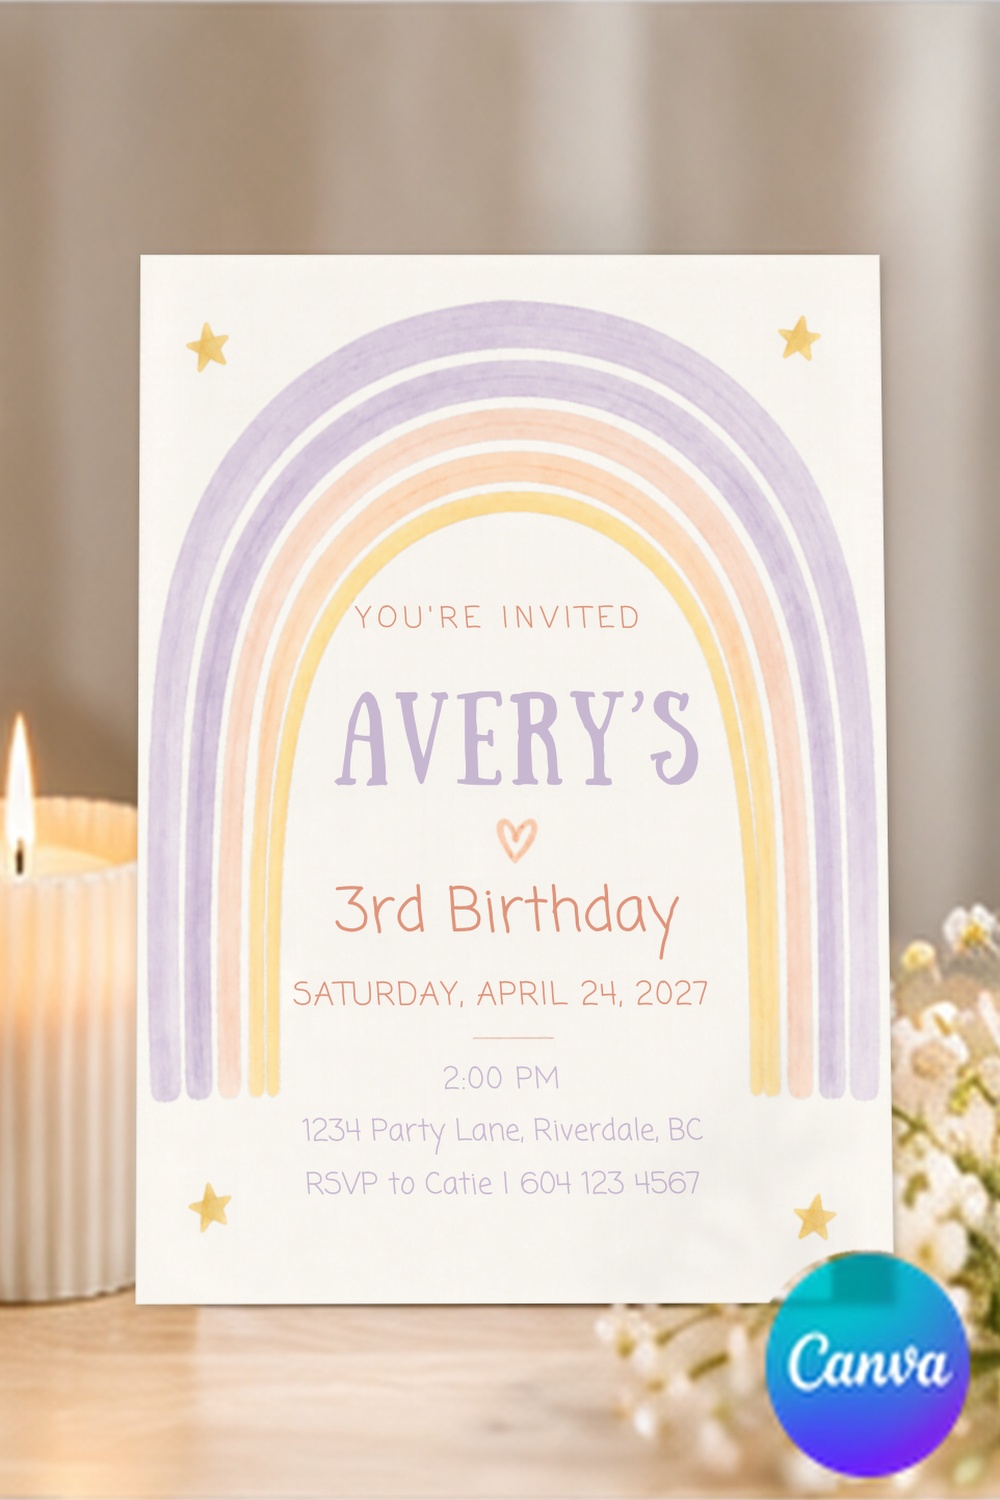 YOU'RE INVITED
AVERY'S
3rd Birthday
SATURDAY, APRIL 24, 2027
2:00 PM
1234 Party Lane, Riverdale, BC
RSVP to Catie | 604 123 4567
Canva